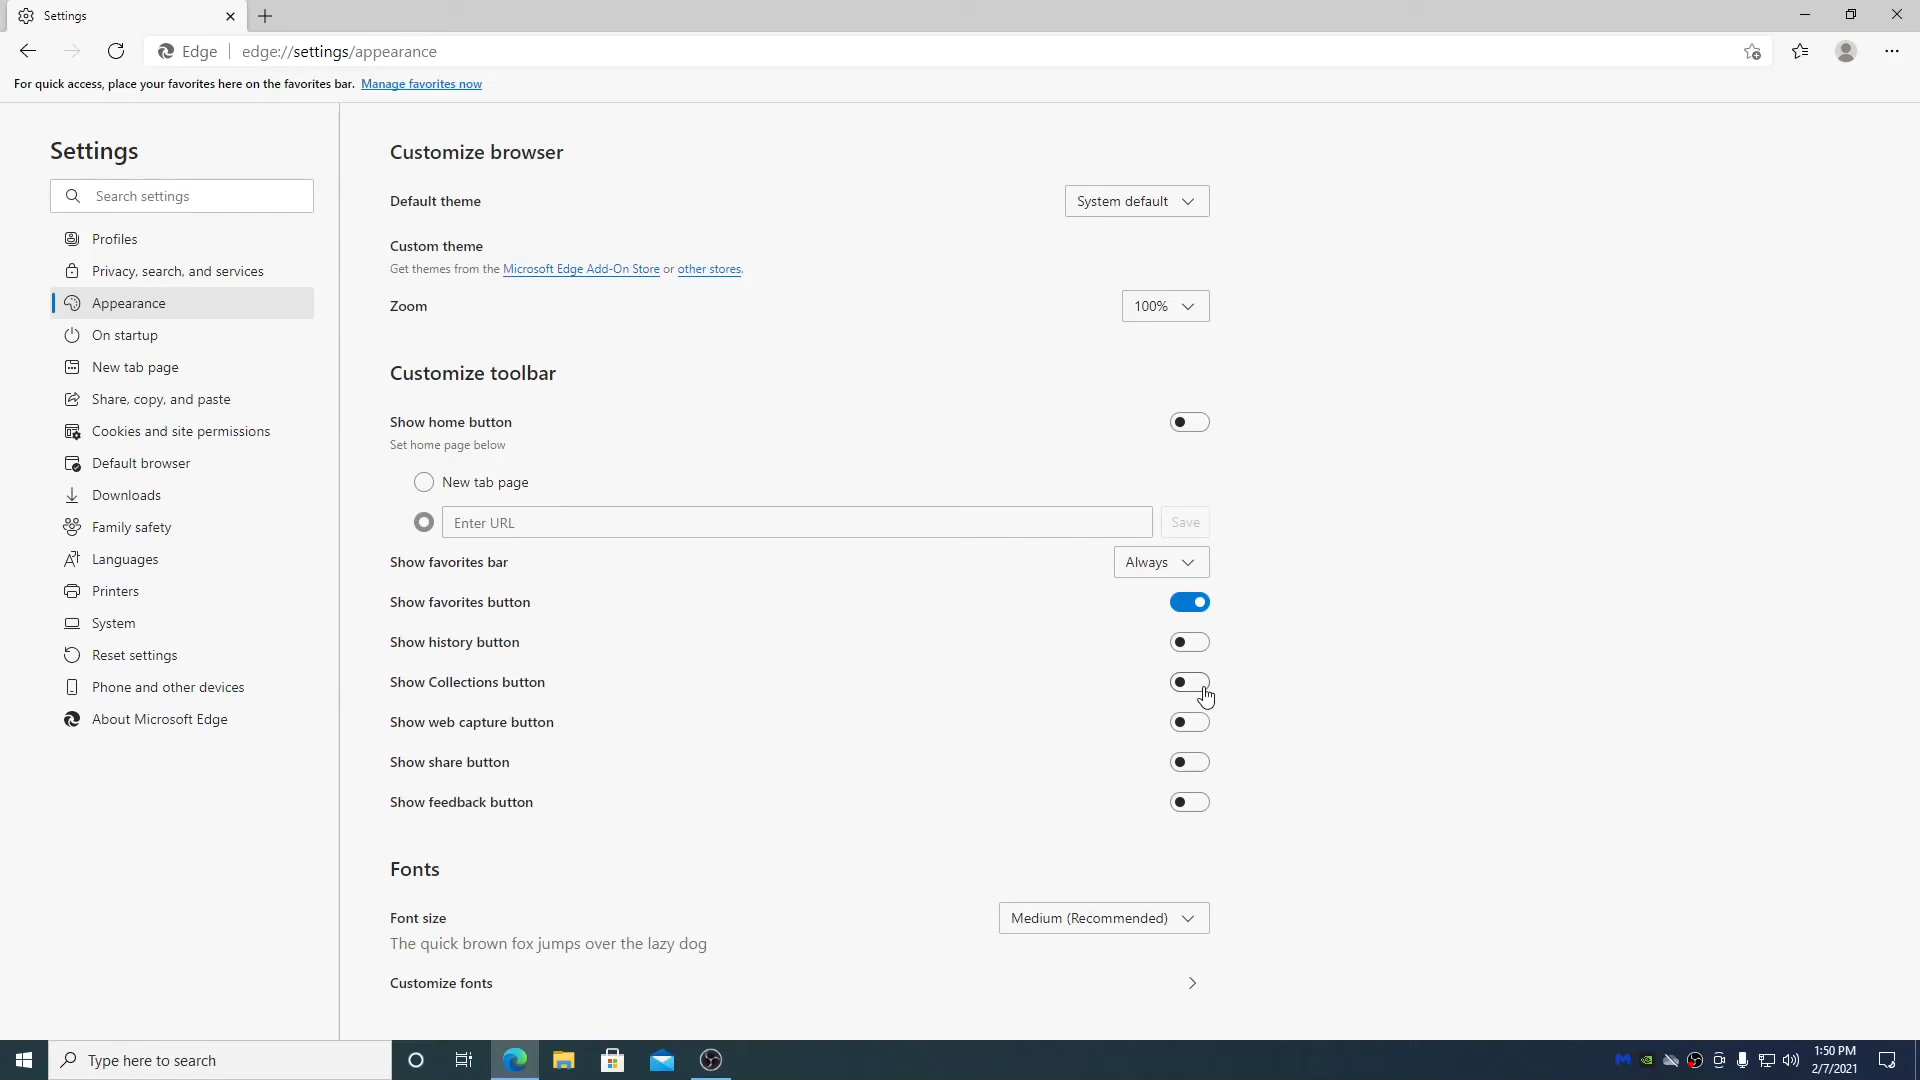 Settings
Edge edge://settings/appearance
For quick access, place your favorites here on the favorites bar. Manage favorites now
Settings
Search settings
Profiles
Privacy, search, and services
Appearance
On startup
New tab page
Share, copy, and paste
Cookies and site permissions
Default browser
Downloads
Family safety
Languages
Printers
System
Reset settings
Phone and other devices
About Microsoft Edge
Customize browser
Default theme System default
Custom theme
Get themes from the Microsoft Edge Add-On Store or other stores.
Zoom 100%
Customize toolbar
Show home button
Set home page below
New tab page
Enter URL Save
Show favorites bar Always
Show favorites button
Show history button
Show Collections button
Show web capture button
Show share button
Show feedback button
Fonts
Font size Medium (Recommended)
The quick brown fox jumps over the lazy dog
Customize fonts
Type here to search
1:50 PM
2/7/2021